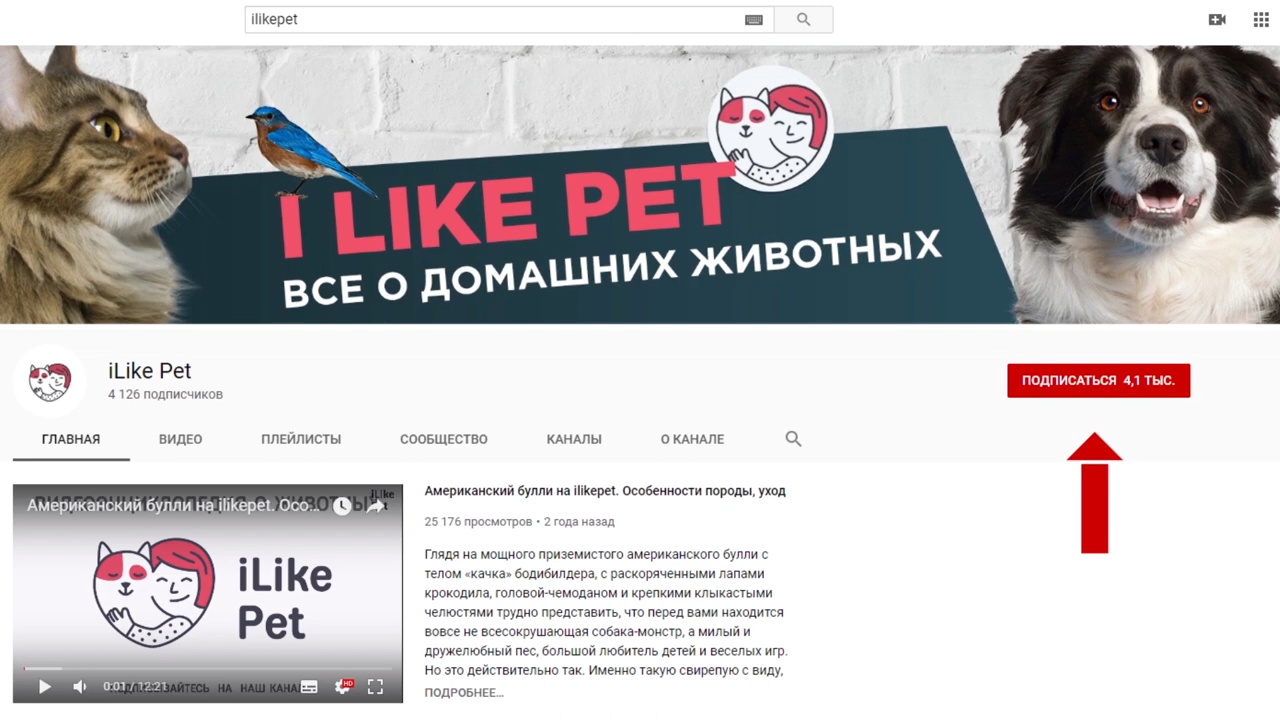 ilikepet
I LIKE PET
ВСЕ О ДОМАШНИХ ЖИВОТНЫХ
iLike Pet
4 126 подписчиков
ПОДПИСАТЬСЯ 4,1 ТЫС.
ГЛАВНАЯ ВИДЕО ПЛЕЙЛИСТЫ СООБЩЕСТВО КАНАЛЫ О КАНАЛЕ
Американский булли на ilikepet. Осо...
iLike
Pet
0:01 / 12:21
HD
Американский булли на ilikepet. Особенности породы, уход
25 176 просмотров • 2 года назад
Глядя на мощного приземистого американского булли с
телом «качка» бодибилдера, с раскоряченными лапами
крокодила, головой-чемоданом и крепкими клыкастыми
челюстями трудно представить, что перед вами находится
вовсе не всесокрушающая собака-монстр, а милый и
дружелюбный пес, большой любитель детей и веселых игр.
Но это действительно так. Именно такую свирепую с виду,
ПОДРОБНЕЕ...